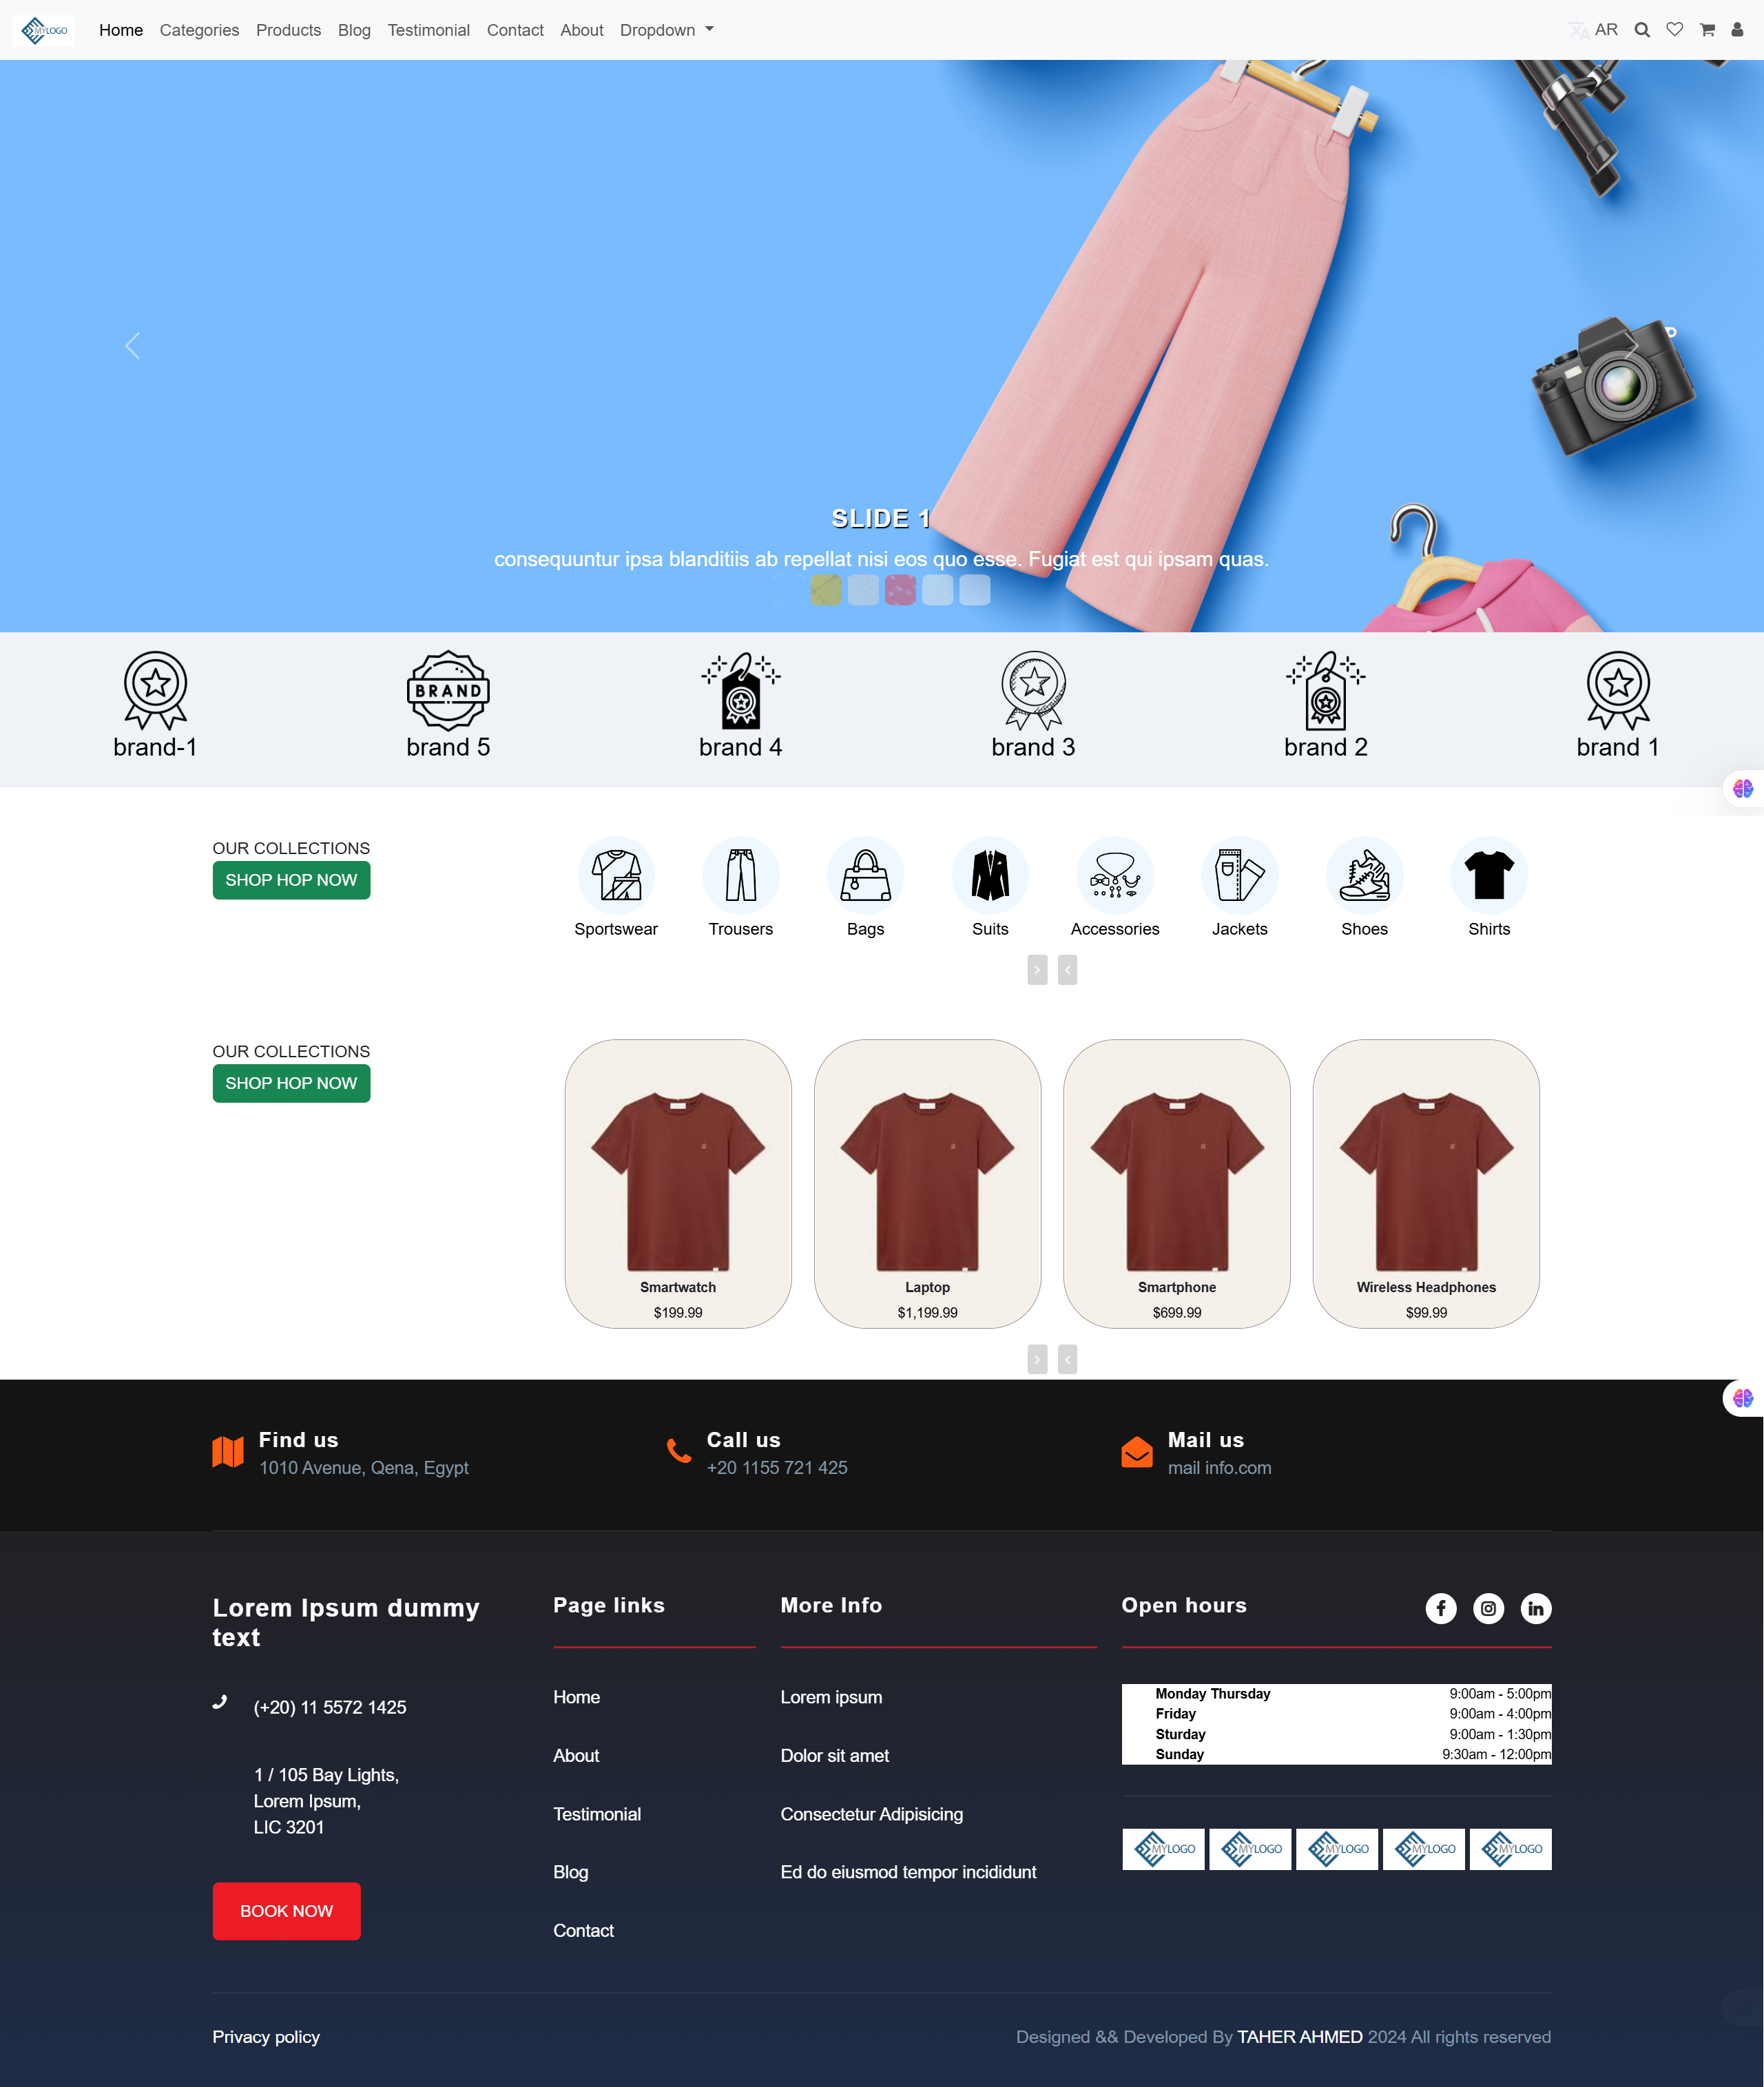 MYLOGO
Home Categories Products Blog Testimonial Contact About Dropdown
AR
SLIDE 1
consequuntur ipsa blanditiis ab repellat nisi eos quo esse. Fugiat est qui ipsam quas.
BRAND
brand-1 brand 5 brand 4 brand 3 brand 2 brand 1
OUR COLLECTIONS
SHOP HOP NOW
Sportswear Trousers Bags Suits Accessories Jackets Shoes Shirts
OUR COLLECTIONS
SHOP HOP NOW
Smartwatch Laptop Smartphone Wireless Headphones
$199.99 $1,199.99 $699.99 $99.99
Find us
1010 Avenue, Qena, Egypt
Call us
+20 1155 721 425
Mail us
mail info.com
Lorem Ipsum dummy
text
(+20) 11 5572 1425
1 / 105 Bay Lights,
Lorem Ipsum,
LIC 3201
BOOK NOW
Page links
Home
About
Testimonial
Blog
Contact
More Info
Lorem ipsum
Dolor sit amet
Consectetur Adipisicing
Ed do eiusmod tempor incididunt
Open hours
Monday Thursday 9:00am - 5:00pm
Friday 9:00am - 4:00pm
Sturday 9:00am - 1:30pm
Sunday 9:30am - 12:00pm
MYLOGO MYLOGO MYLOGO MYLOGO MYLOGO
Privacy policy
Designed && Developed By TAHER AHMED 2024 All rights reserved